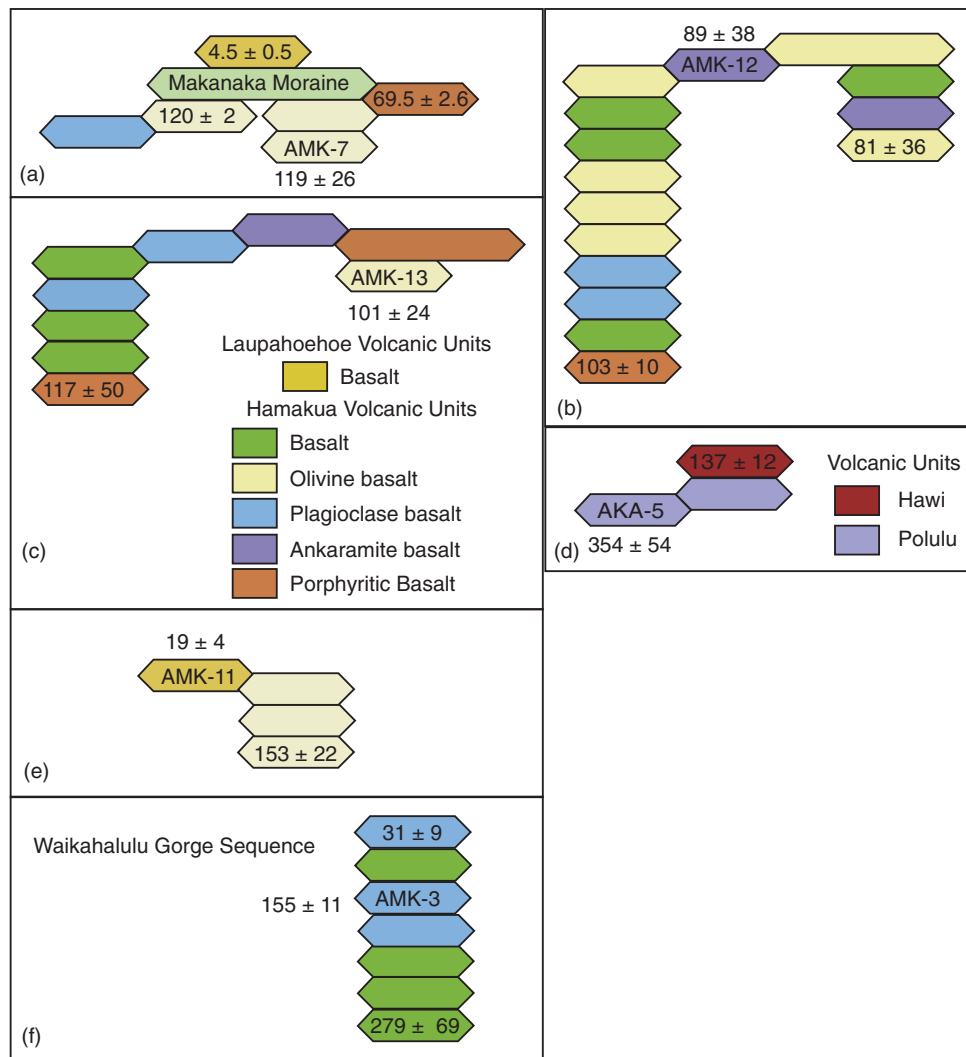 4.5 ± 0.5
Makanaka Moraine
69.5 ± 2.6
120 ± 2
AMK-7
119 ± 26
(a)
89 ± 38
AMK-12
81 ± 36
103 ± 10
(b)
AMK-13
101 ± 24
117 ± 50
Laupahoehoe Volcanic Units
Basalt
Hamakua Volcanic Units
Basalt
Olivine basalt
Plagioclase basalt
Ankaramite basalt
Porphyritic Basalt
(c)
137 ± 12
AKA-5
354 ± 54
Volcanic Units
Hawi
Polulu
(d)
19 ± 4
AMK-11
153 ± 22
(e)
Waikahalulu Gorge Sequence
31 ± 9
AMK-3
155 ± 11
279 ± 69
(f)